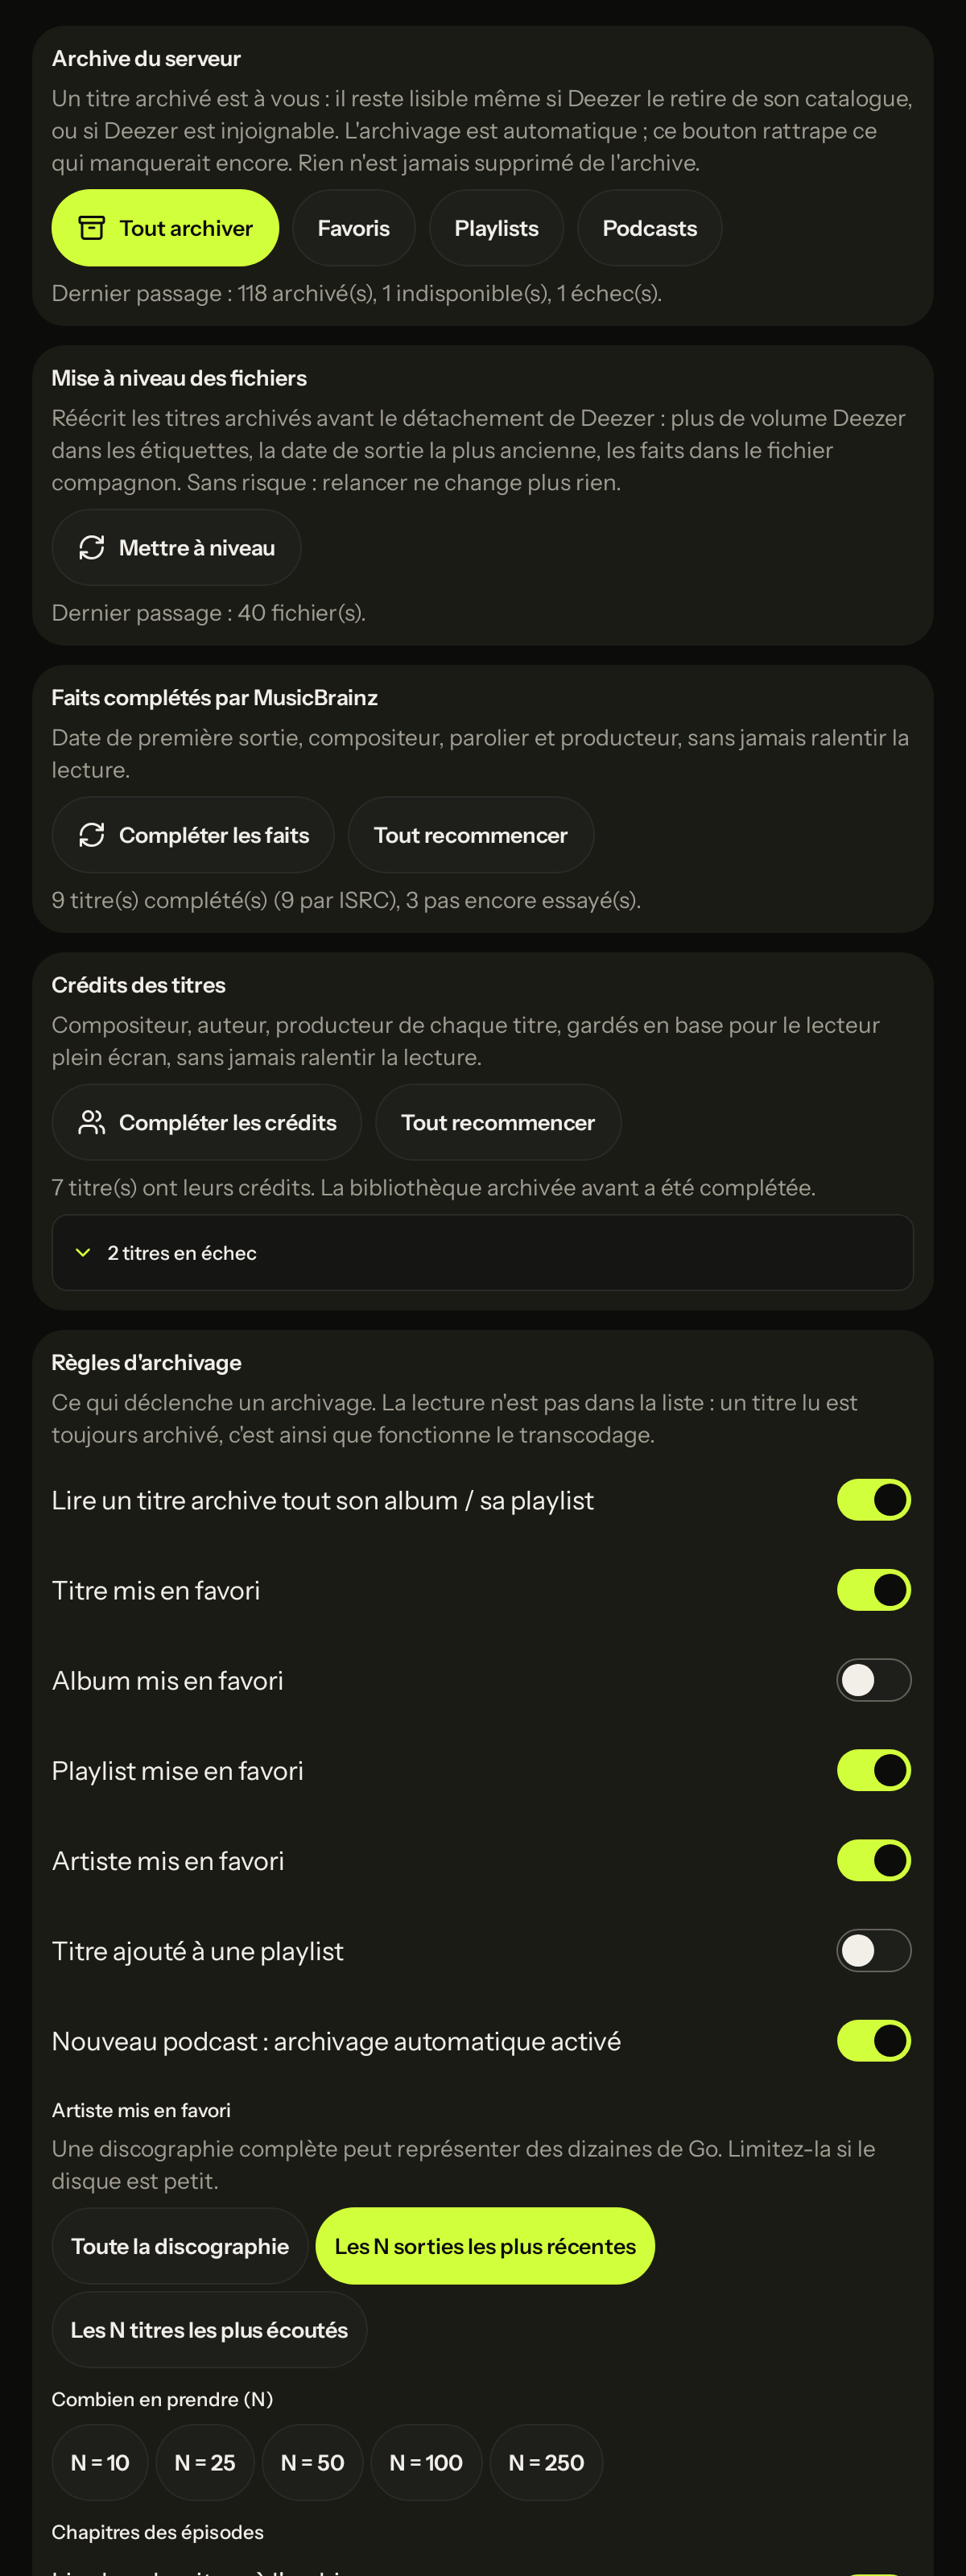 Archive du serveur
Un titre archivé est à vous : il reste lisible même si Deezer le retire de son catalogue,
ou si Deezer est injoignable. L'archivage est automatique ; ce bouton rattrape ce
qui manquerait encore. Rien n'est jamais supprimé de l'archive.
Tout archiver Favoris Playlists Podcasts
Dernier passage : 118 archivé(s), 1 indisponible(s), 1 échec(s).
Mise à niveau des fichiers
Réécrit les titres archivés avant le détachement de Deezer : plus de volume Deezer
dans les étiquettes, la date de sortie la plus ancienne, les faits dans le fichier
compagnon. Sans risque : relancer ne change plus rien.
Mettre à niveau
Dernier passage : 40 fichier(s).
Faits complétés par MusicBrainz
Date de première sortie, compositeur, parolier et producteur, sans jamais ralentir la
lecture.
Compléter les faits Tout recommencer
9 titre(s) complété(s) (9 par ISRC), 3 pas encore essayé(s).
Crédits des titres
Compositeur, auteur, producteur de chaque titre, gardés en base pour le lecteur
plein écran, sans jamais ralentir la lecture.
Compléter les crédits Tout recommencer
7 titre(s) ont leurs crédits. La bibliothèque archivée avant a été complétée.
2 titres en échec
Règles d'archivage
Ce qui déclenche un archivage. La lecture n'est pas dans la liste : un titre lu est
toujours archivé, c'est ainsi que fonctionne le transcodage.
Lire un titre archive tout son album / sa playlist
Titre mis en favori
Album mis en favori
Playlist mise en favori
Artiste mis en favori
Titre ajouté à une playlist
Nouveau podcast : archivage automatique activé
Artiste mis en favori
Une discographie complète peut représenter des dizaines de Go. Limitez-la si le
disque est petit.
Toute la discographie Les N sorties les plus récentes
Les N titres les plus écoutés
Combien en prendre (N)
N = 10 N = 25 N = 50 N = 100 N = 250
Chapitres des épisodes